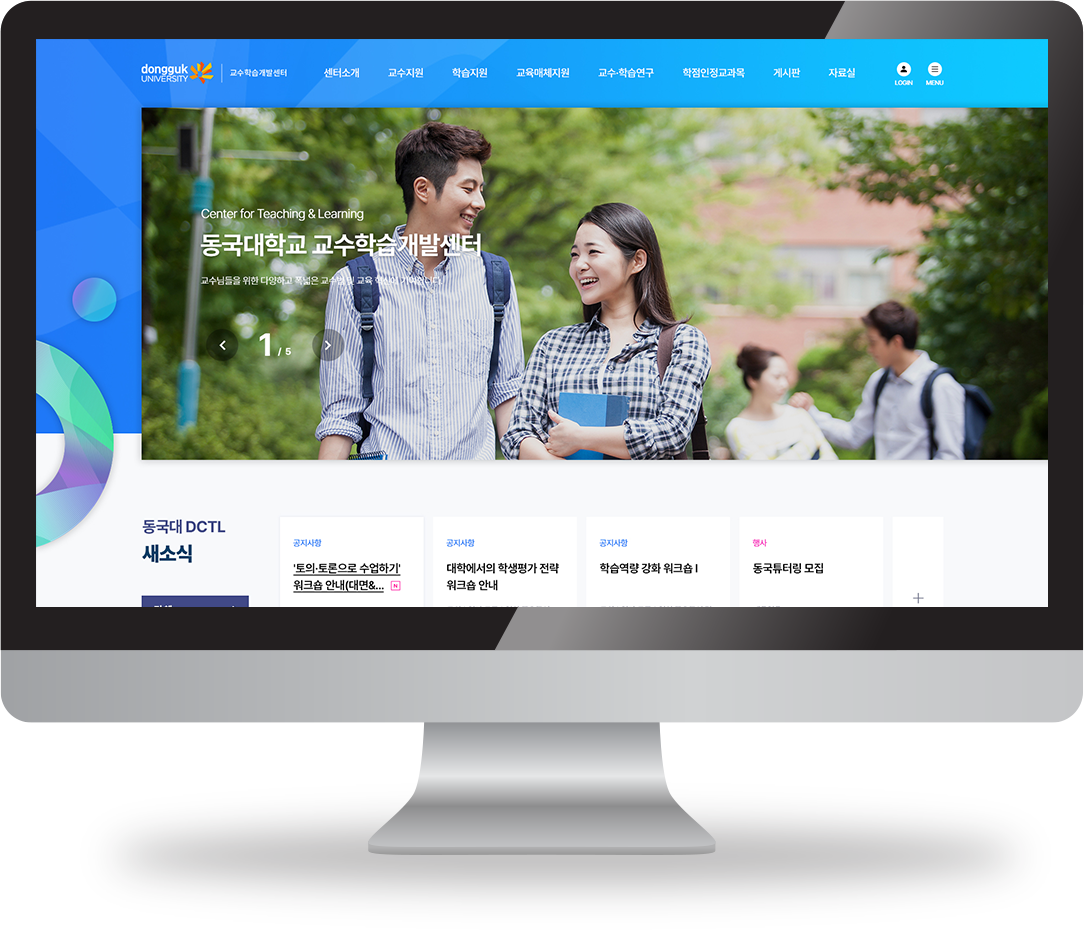 dongguk
UNIVERSITY
교수학습개발센터
센터소개
교수지원
학습지원
교육매체지원
교수·학습연구
학점인정교과목
게시판
자료실
LOGIN
MENU
Center for Teaching & Learning
동국대학교 교수학습개발센터
교수님들을 위한 다양하고 폭넓은 교수법 및 교육
1 / 5
동국대 DCTL
새소식
공지사항
'토의·토론으로 수업하기'
워크숍 안내(대면&... N
공지사항
대학에서의 학생평가 전략
워크숍 안내
공지사항
학습역량 강화 워크숍 I
행사
동국튜터링 모집